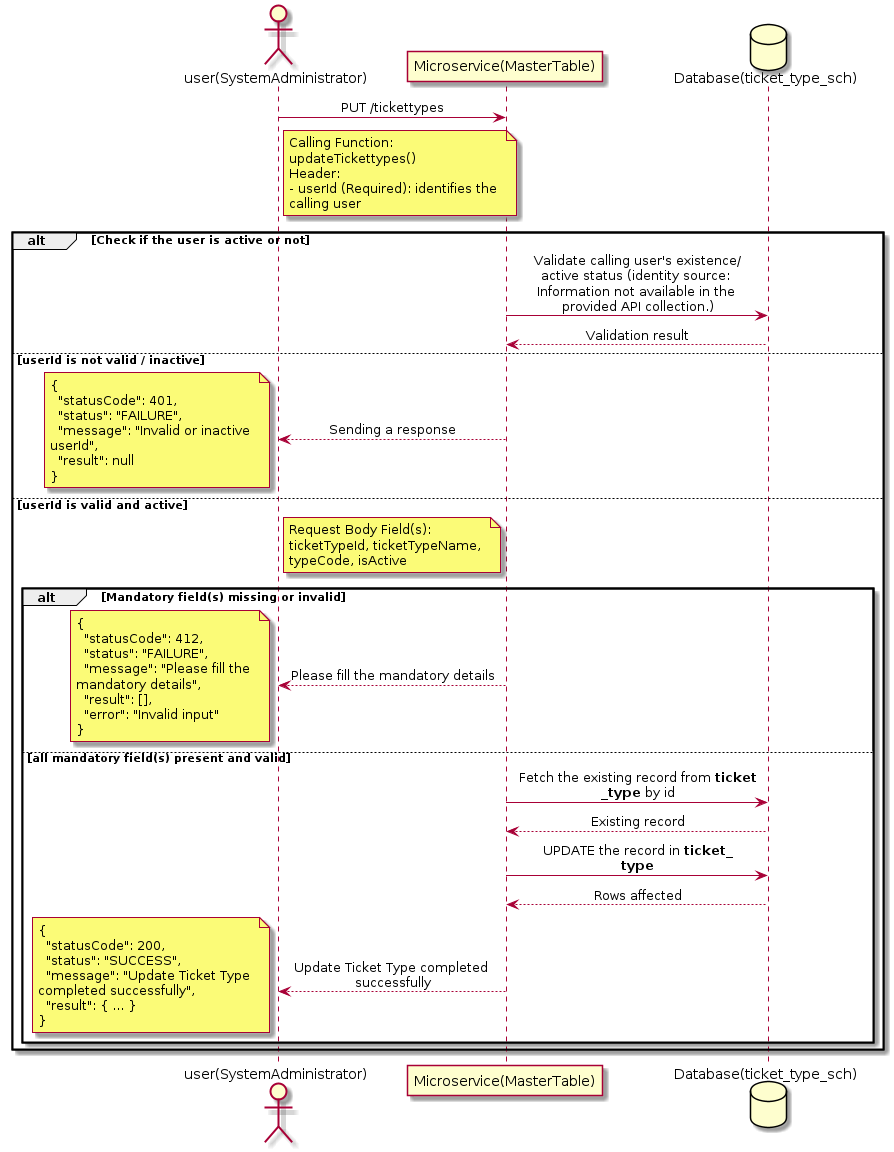 user(SystemAdministrator)
Microservice(MasterTable)
Database(ticket_type_sch)
PUT /tickettypes
Calling Function:
updateTickettypes()
Header:
- userId (Required): identifies the
calling user
alt
[Check if the user is active or not]
Validate calling user's existence/
active status (identity source:
Information not available in the
provided API collection.)
Validation result
[userId is not valid / inactive]
{
"statusCode": 401,
"status": "FAILURE",
"message": "Invalid or inactive
userId",
"result": null
}
Sending a response
[userId is valid and active]
Request Body Field(s):
ticketTypeId, ticketTypeName,
typeCode, isActive
alt
[Mandatory field(s) missing or invalid]
{
"statusCode": 412,
"status": "FAILURE",
"message": "Please fill the
mandatory details",
"result": [],
"error": "Invalid input"
}
Please fill the mandatory details
[all mandatory field(s) present and valid]
Fetch the existing record from ticket
_type by id
Existing record
UPDATE the record in ticket_
type
Rows affected
{
"statusCode": 200,
"status": "SUCCESS",
"message": "Update Ticket Type
completed successfully",
"result": { ... }
}
Update Ticket Type completed
successfully
user(SystemAdministrator)
Microservice(MasterTable)
Database(ticket_type_sch)